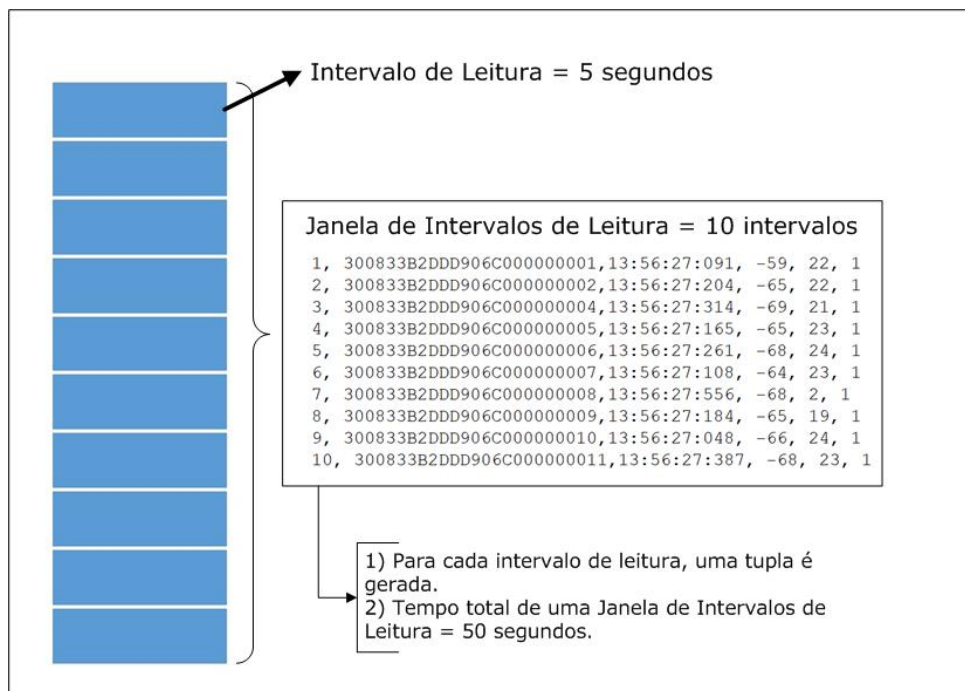 Intervalo de Leitura = 5 segundos
Janela de Intervalos de Leitura = 10 intervalos
1, 300833B2DDD906C000000001,13:56:27:091, -59, 22, 1
2, 300833B2DDD906C000000002,13:56:27:204, -65, 22, 1
3, 300833B2DDD906C000000004,13:56:27:314, -69, 21, 1
4, 300833B2DDD906C000000005,13:56:27:165, -65, 23, 1
5, 300833B2DDD906C000000006,13:56:27:261, -68, 24, 1
6, 300833B2DDD906C000000007,13:56:27:108, -64, 23, 1
7, 300833B2DDD906C000000008,13:56:27:556, -68, 2, 1
8, 300833B2DDD906C000000009,13:56:27:184, -65, 19, 1
9, 300833B2DDD906C000000010,13:56:27:048, -66, 24, 1
10, 300833B2DDD906C000000011,13:56:27:387, -68, 23, 1
1) Para cada intervalo de leitura, uma tupla é
gerada.
2) Tempo total de uma Janela de Intervalos de
Leitura = 50 segundos.